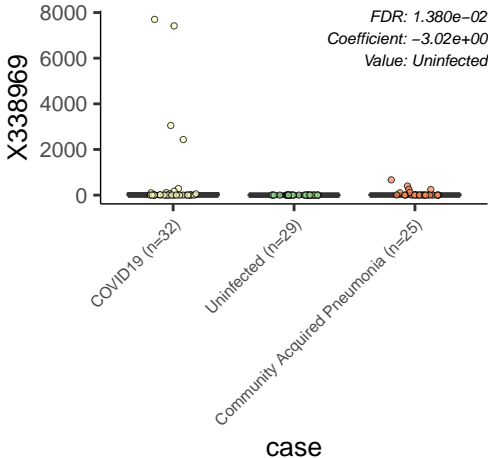 FDR: 1.380e−02
Coefficient: −3.02e+00
Value: Uninfected
8000
6000
4000
2000
0
X338969
COVID19 (n=32)
Uninfected (n=29)
Community Acquired Pneumonia (n=25)
case